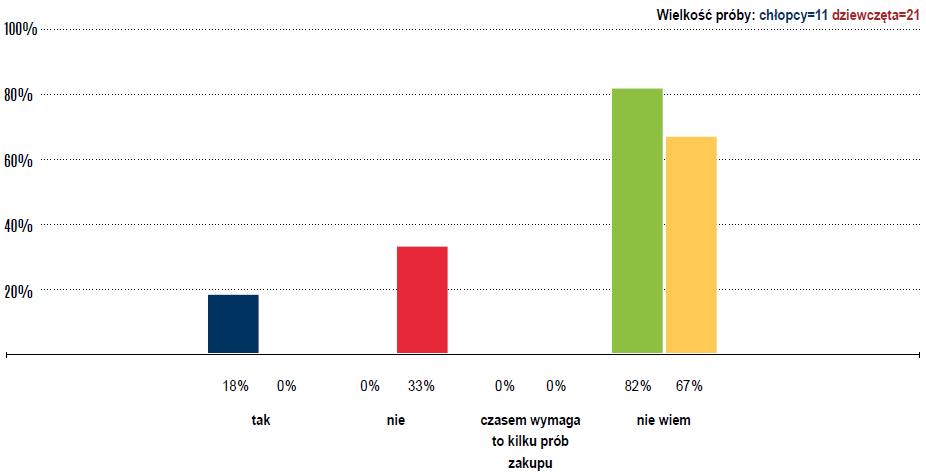 Wielkość próby: chłopcy=11 dziewczęta=21
100%
80%
60%
40%
20%
18% 0% 0% 33% 0% 0% 82% 67%
tak nie czasem wymaga nie wiem
to kilku prób
zakupu